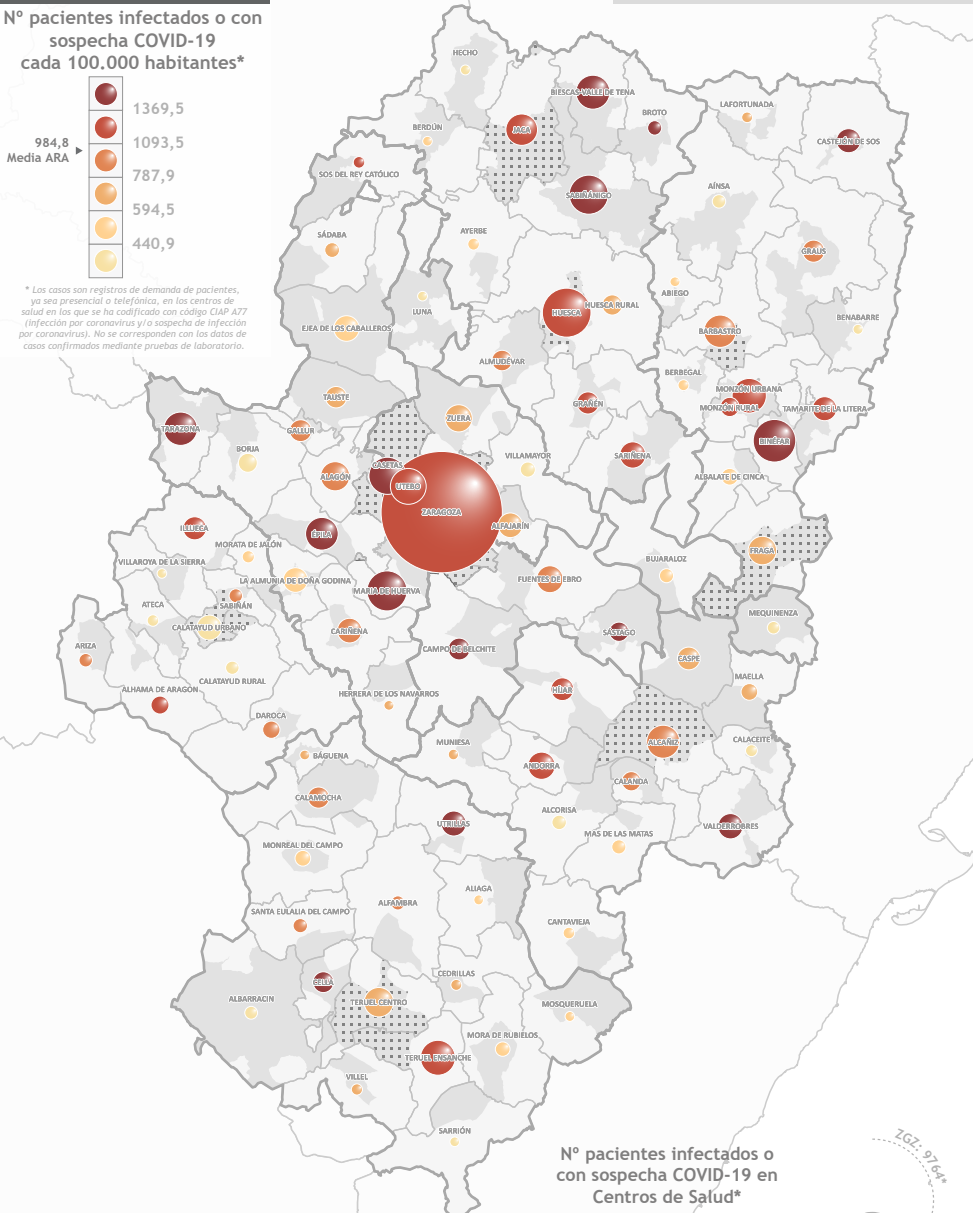 Nº pacientes infectados o con
sospecha COVID-19
cada 100.000 habitantes*
1369,5
1093,5
984,8
Media ARA
787,9
594,5
440,9
* Los casos son registros de demanda de pacientes,
ya sea presencial o telefónica, en los centros de
salud en los que se ha codificado con código CIAP A77
(infección por coronavirus y/o sospecha de infección
por coronavirus). No se corresponden con los datos de
casos confirmados mediante pruebas de laboratorio.
HECHO
BIESCAS-VALLE DE TENA
BROTO
LAFORTUNADA
BERDÚN
JACA
CASTEJÓN DE SOS
SOS DEL REY CATÓLICO
SABIÑÁNIGO
AÍNSA
SÁDABA
AYERBE
GRAUS
ABIEGO
LUNA
HUESCA
HUESCA RURAL
BENABARRE
EJEA DE LOS CABALLEROS
BARBASTRO
ALMUDÉVAR
BERBEGAL
MONZÓN URBANA
TAUSTE
GRAÑÉN
MONZÓN RURAL
TAMARITE DE LA LITERA
ZUERA
TARAZONA
GALLUR
BINÉFAR
BORJA
VILLAMAYOR
SARIÑENA
CASETAS
ALAGÓN
ALBALATE DE CINCA
UTEBO
ZARAGOZA
ALFAJARÍN
ILLUECA
ÉPILA
MORATA DE JALÓN
FRAGA
VILLAROYA DE LA SIERRA
BUJARALOZ
LA ALMUNIA DE DOÑA GODINA
FUENTES DE EBRO
MARIA DE HUERVA
ATECA
SABIÑÁN
MEQUINENZA
CALATAYUD URBANO
CARIÑENA
SÁSTAGO
ARIZA
CAMPO DE BELCHITE
CASPE
CALATAYUD RURAL
MAELLA
ALHAMA DE ARAGÓN
HERRERA DE LOS NAVARROS
HÍJAR
DAROCA
MUNIESA
ALCAÑIZ
CALACEITE
BÁGUENA
ANDORRA
CALANDA
CALAMOCHA
ALCORISA
UTRILLAS
VALDERROBRES
MAS DE LAS MATAS
MONREAL DEL CAMPO
ALIAGA
ALFAMBRA
SANTA EULALIA DEL CAMPO
CANTAVIEJA
CEDRILLAS
CELLA
ALBARRACIN
TERUEL CENTRO
MOSQUERUELA
MORA DE RUBIELOS
TERUEL ENSANCHE
VILLEL
SARRIÓN
Nº pacientes infectados o
con sospecha COVID-19 en
Centros de Salud*
ZGZ: 9764*